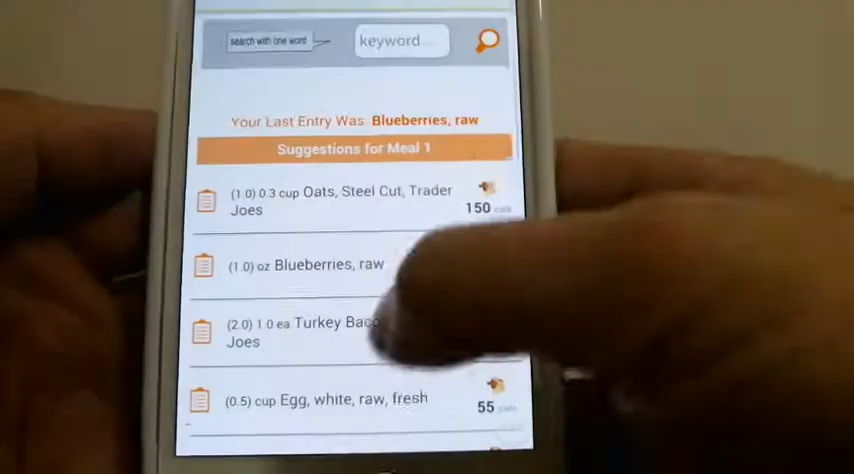 search with one word
keyword...
Your Last Entry Was Blueberries, raw
Suggestions for Meal 1
(1.0) 0.3 cup Oats, Steel Cut, Trader
Joes
150 cals
(1.0) oz Blueberries, raw
(2.0) 1.0 ea Turkey Baco
Joes
(0.5) cup Egg, white, raw, fresh
55 cals